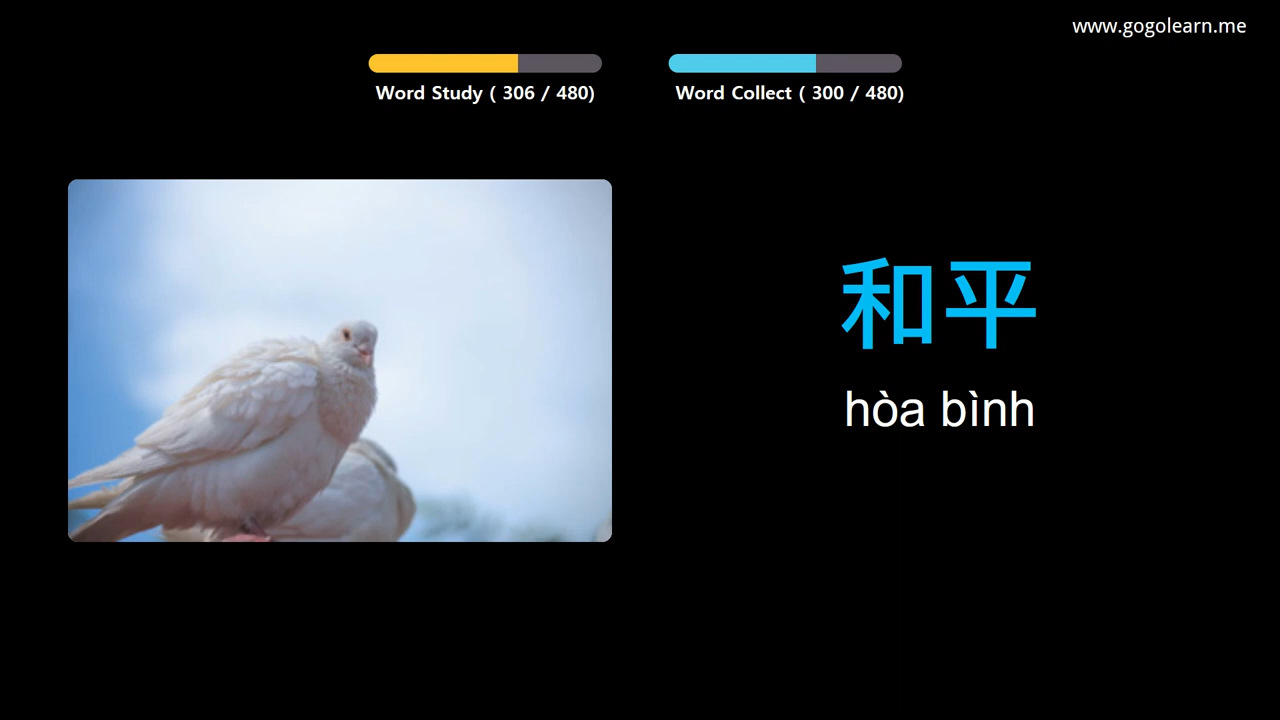 www.gogolearn.me
Word Study ( 306 / 480)
Word Collect ( 300 / 480)
和平
hòa bình